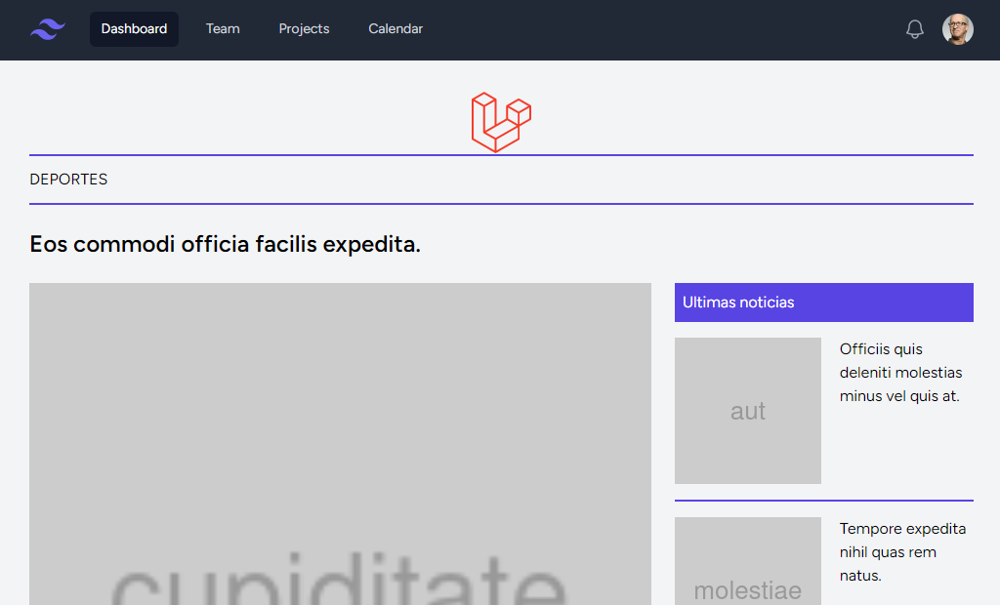 Dashboard
Team
Projects
Calendar
DEPORTES
Eos commodi officia facilis expedita.
cupiditate
Ultimas noticias
aut
Officiis quis
deleniti molestias
minus vel quis at.
molestiae
Tempore expedita
nihil quas rem
natus.